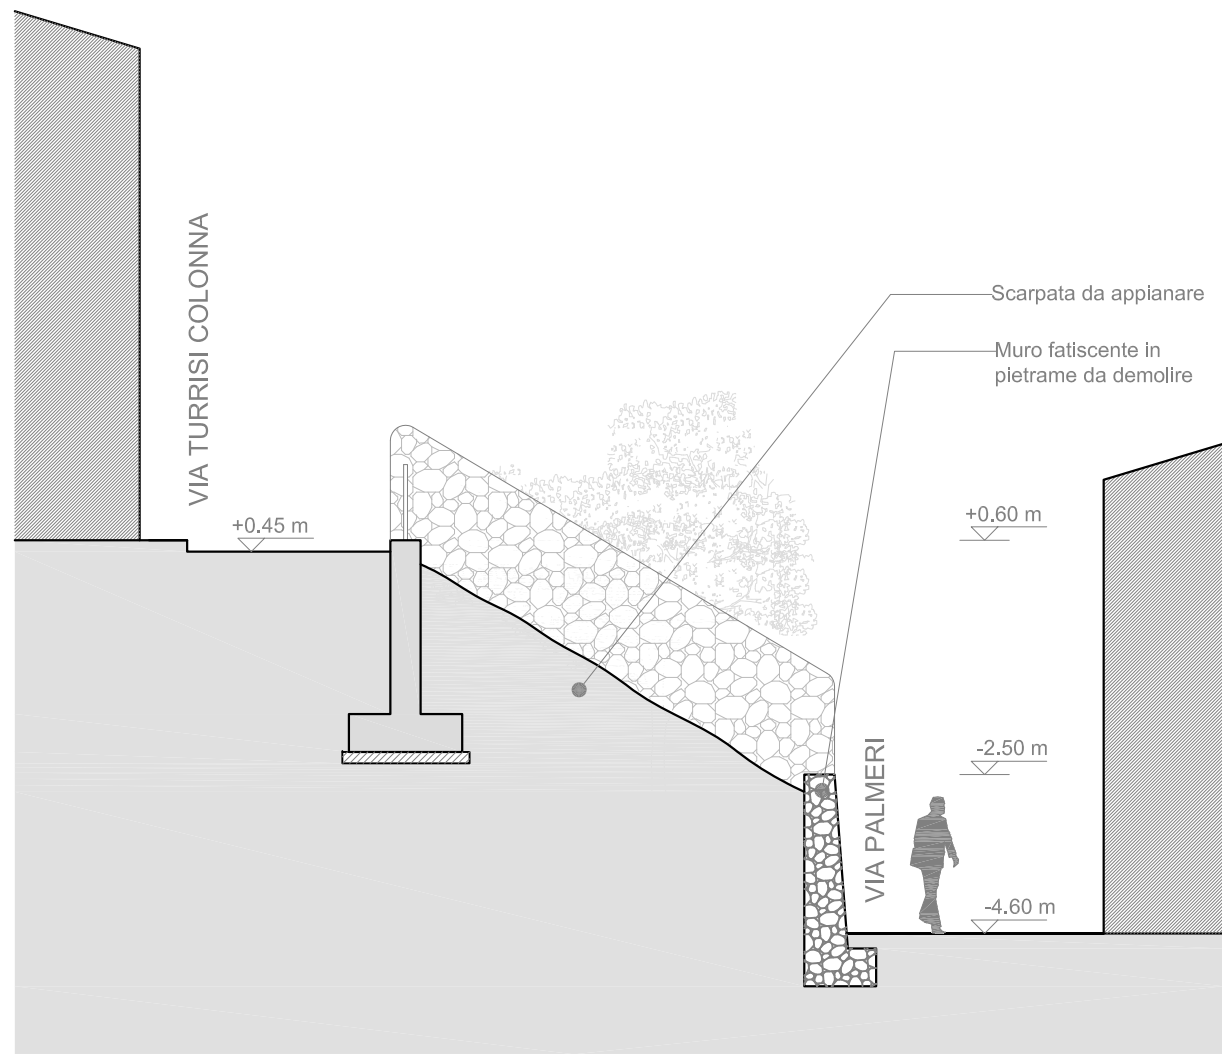 VIA TURRISI COLONNA
Scarpata da appianare
Muro fatiscente in
pietrame da demolire
+0.45 m
+0.60 m
-2.50 m
VIA PALMERI
-4.60 m